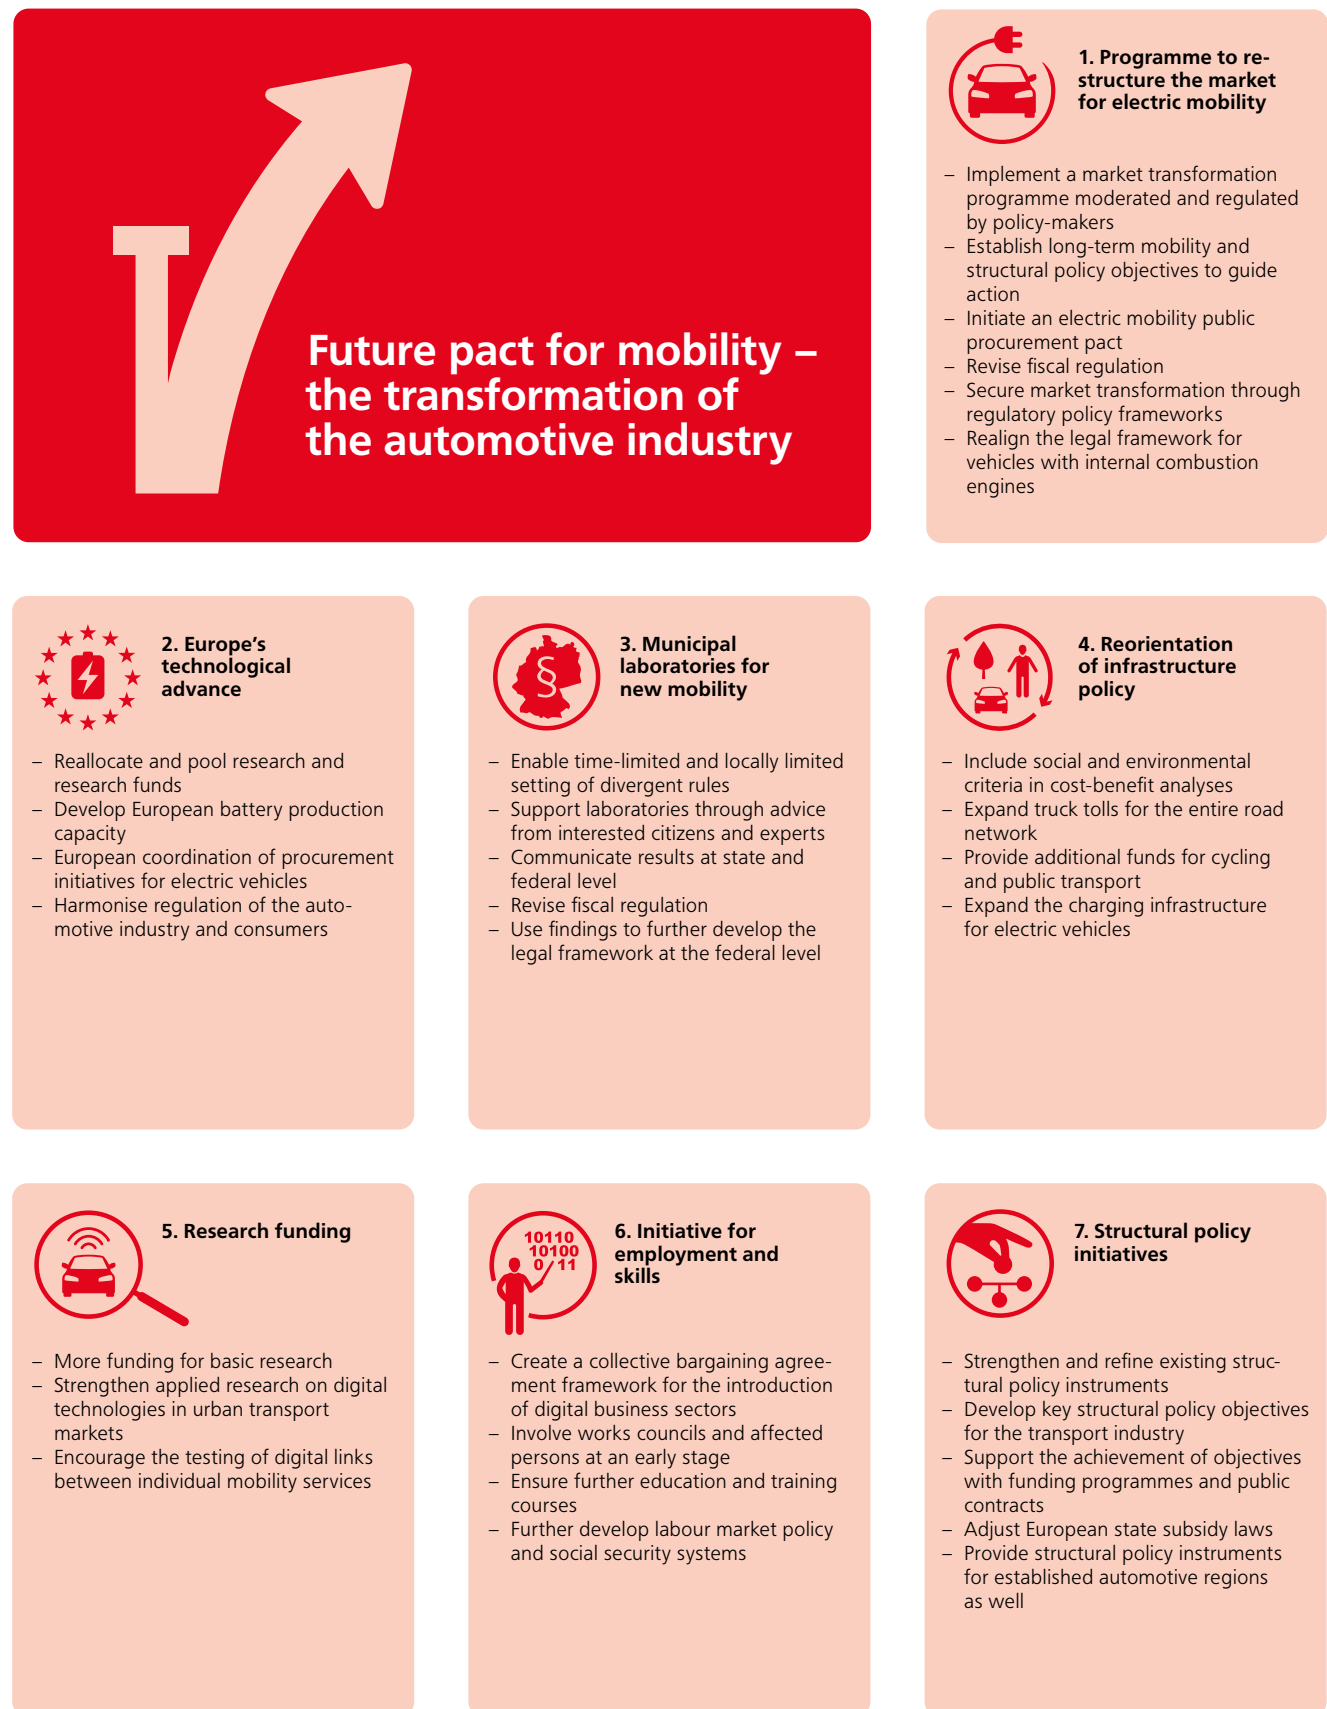 Future pact for mobility –
the transformation of
the automotive industry
1. Programme to re-
structure the market
for electric mobility
– Implement a market transformation
programme moderated and regulated
by policy-makers
– Establish long-term mobility and
structural policy objectives to guide
action
– Initiate an electric mobility public
procurement pact
– Revise fiscal regulation
– Secure market transformation through
regulatory policy frameworks
– Realign the legal framework for
vehicles with internal combustion
engines
2. Europe’s
technological
advance
– Reallocate and pool research and
research funds
– Develop European battery production
capacity
– European coordination of procurement
initiatives for electric vehicles
– Harmonise regulation of the auto-
motive industry and consumers
§
3. Municipal
laboratories for
new mobility
– Enable time-limited and locally limited
setting of divergent rules
– Support laboratories through advice
from interested citizens and experts
– Communicate results at state and
federal level
– Revise fiscal regulation
– Use findings to further develop the
legal framework at the federal level
4. Reorientation
of infrastructure
policy
– Include social and environmental
criteria in cost-benefit analyses
– Expand truck tolls for the entire road
network
– Provide additional funds for cycling
and public transport
– Expand the charging infrastructure
for electric vehicles
5. Research funding
– More funding for basic research
– Strengthen applied research on digital
technologies in urban transport
markets
– Encourage the testing of digital links
between individual mobility services
10110
10100
0 11
6. Initiative for
employment and
skills
– Create a collective bargaining agree-
ment framework for the introduction
of digital business sectors
– Involve works councils and affected
persons at an early stage
– Ensure further education and training
courses
– Further develop labour market policy
and social security systems
7. Structural policy
initiatives
– Strengthen and refine existing struc-
tural policy instruments
– Develop key structural policy objectives
for the transport industry
– Support the achievement of objectives
with funding programmes and public
contracts
– Adjust European state subsidy laws
– Provide structural policy instruments
for established automotive regions
as well